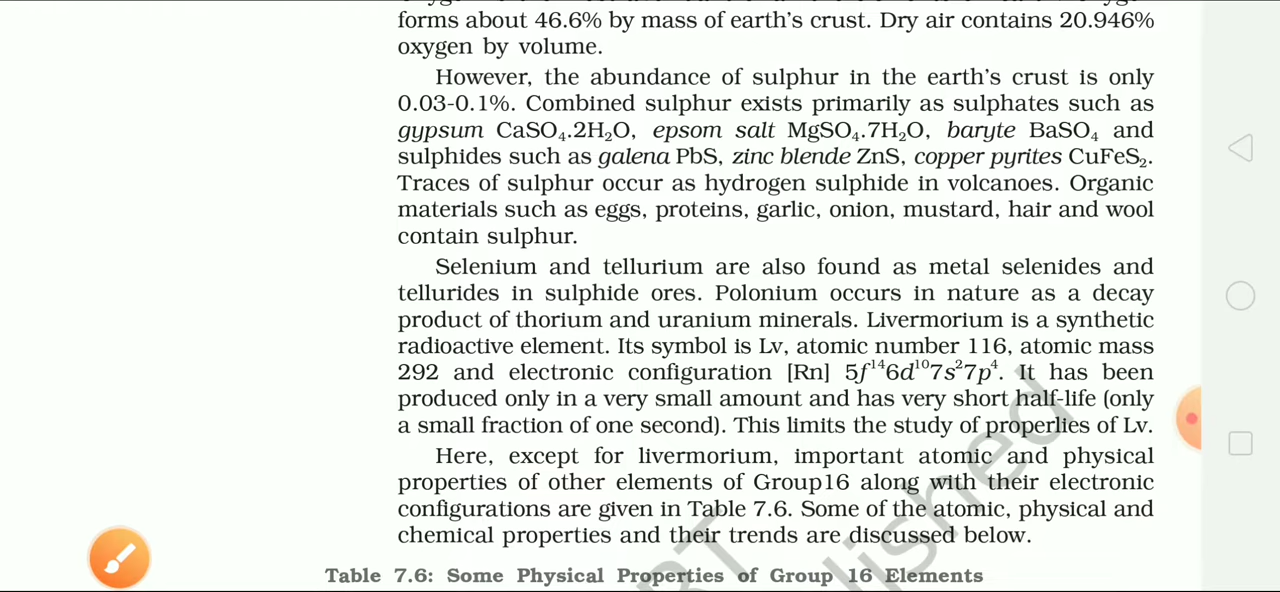 forms about 46.6% by mass of earth's crust. Dry air contains 20.946%
oxygen by volume.
However, the abundance of sulphur in the earth's crust is only
0.03-0.1%. Combined sulphur exists primarily as sulphates such as
gypsum CaSO₄.2H₂O, epsom salt MgSO₄.7H₂O, baryte BaSO₄ and
sulphides such as galena PbS, zinc blende ZnS, copper pyrites CuFeS₂.
Traces of sulphur occur as hydrogen sulphide in volcanoes. Organic
materials such as eggs, proteins, garlic, onion, mustard, hair and wool
contain sulphur.
Selenium and tellurium are also found as metal selenides and
tellurides in sulphide ores. Polonium occurs in nature as a decay
product of thorium and uranium minerals. Livermorium is a synthetic
radioactive element. Its symbol is Lv, atomic number 116, atomic mass
292 and electronic configuration [Rn] 5f¹⁴6d¹⁰7s²7p⁴. It has been
produced only in a very small amount and has very short half-life (only
a small fraction of one second). This limits the study of properlies of Lv.
Here, except for livermorium, important atomic and physical
properties of other elements of Group16 along with their electronic
configurations are given in Table 7.6. Some of the atomic, physical and
chemical properties and their trends are discussed below.
Table 7.6: Some Physical Properties of Group 16 Elements